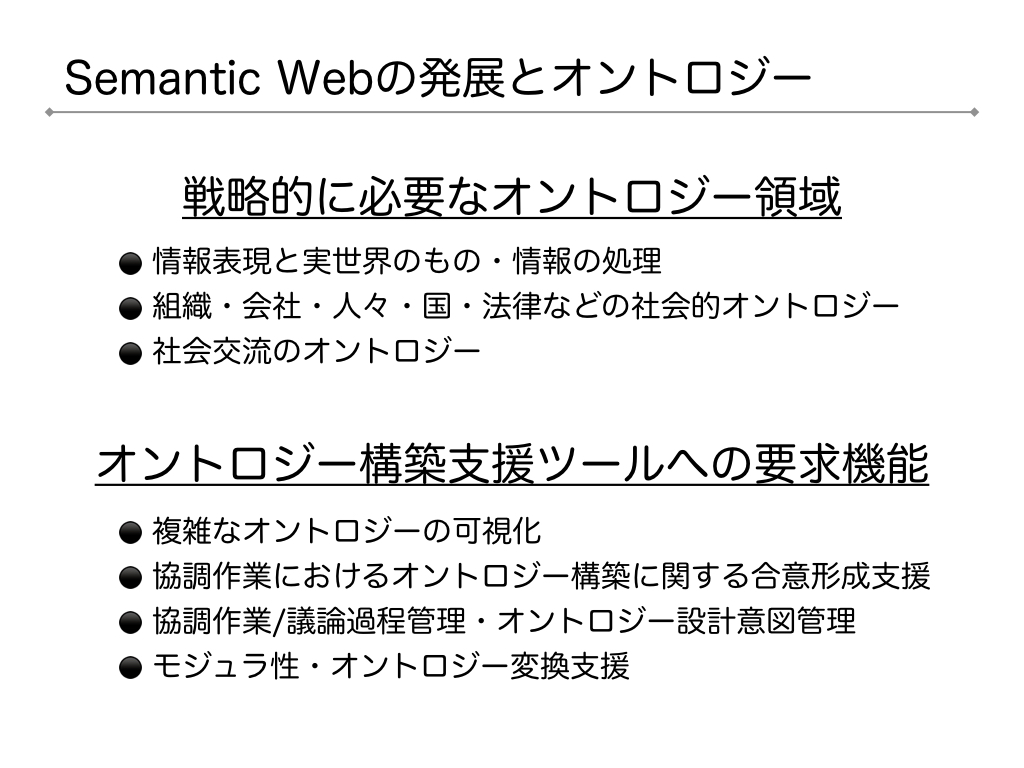 Semantic Webの発展とオントロジー
戦略的に必要なオントロジー領域
● 情報表現と実世界のもの・情報の処理
● 組織・会社・人々・国・法律などの社会的オントロジー
● 社会交流のオントロジー
オントロジー構築支援ツールへの要求機能
● 複雑なオントロジーの可視化
● 協調作業におけるオントロジー構築に関する合意形成支援
● 協調作業/議論過程管理・オントロジー設計意図管理
● モジュラ性・オントロジー変換支援